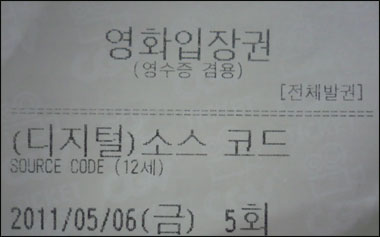 영화입장권
(영수증 겸용)
[전체발권]
(디지털)소스 코드
SOURCE CODE (12세)
2011/05/06(금) 5회